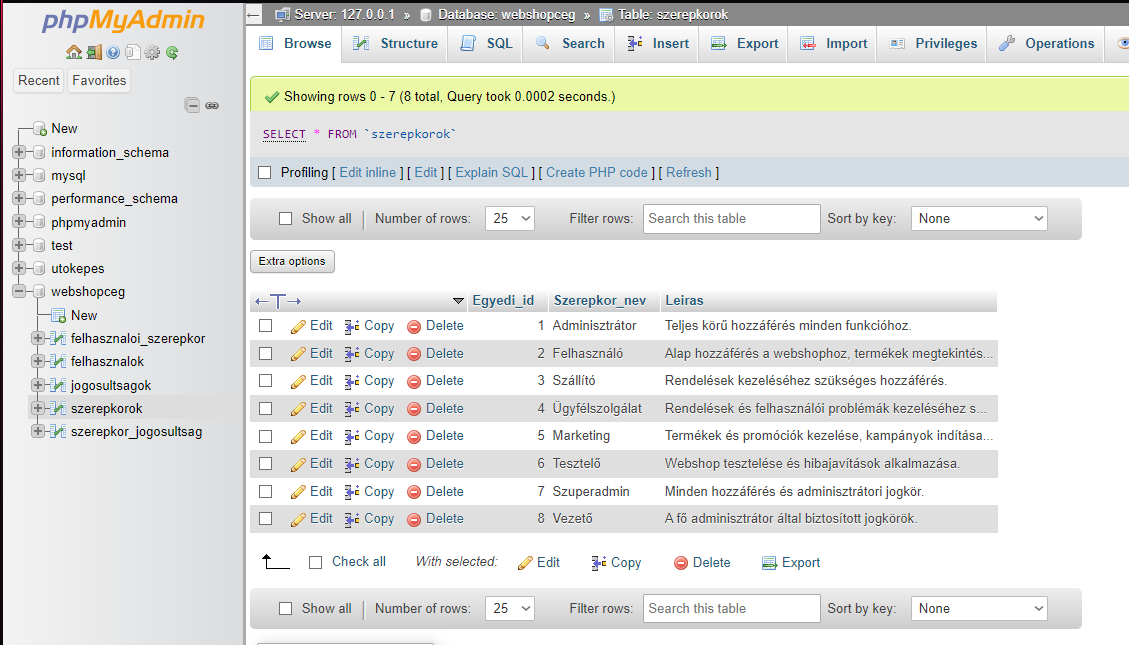 phpMyAdmin
Recent Favorites
New
information_schema
mysql
performance_schema
phpmyadmin
test
utokepes
webshopceg
New
felhasznaloi_szerepkor
felhasznalok
jogosultsagok
szerepkorok
szerepkor_jogosultsag
Server: 127.0.0.1 » Database: webshopceg » Table: szerepkorok
Browse Structure SQL Search Insert Export Import Privileges Operations
Showing rows 0 - 7 (8 total, Query took 0.0002 seconds.)
SELECT * FROM `szerepkorok`
Profiling [ Edit inline ] [ Edit ] [ Explain SQL ] [ Create PHP code ] [ Refresh ]
Show all Number of rows: 25 Filter rows: Search this table Sort by key: None
Extra options
Egyedi_id Szerepkor_nev Leiras
Edit Copy Delete 1 Adminisztrátor Teljes körű hozzáférés minden funkcióhoz.
Edit Copy Delete 2 Felhasználó Alap hozzáférés a webshophoz, termékek megtekintés...
Edit Copy Delete 3 Szállító Rendelések kezeléséhez szükséges hozzáférés.
Edit Copy Delete 4 Ügyfélszolgálat Rendelések és felhasználói problémák kezeléséhez s...
Edit Copy Delete 5 Marketing Termékek és promóciók kezelése, kampányok indítása...
Edit Copy Delete 6 Tesztelő Webshop tesztelése és hibajavítások alkalmazása.
Edit Copy Delete 7 Szuperadmin Minden hozzáférés és adminisztrátori jogkör.
Edit Copy Delete 8 Vezető A fő adminisztrátor által biztosított jogkörök.
Check all With selected: Edit Copy Delete Export
Show all Number of rows: 25 Filter rows: Search this table Sort by key: None